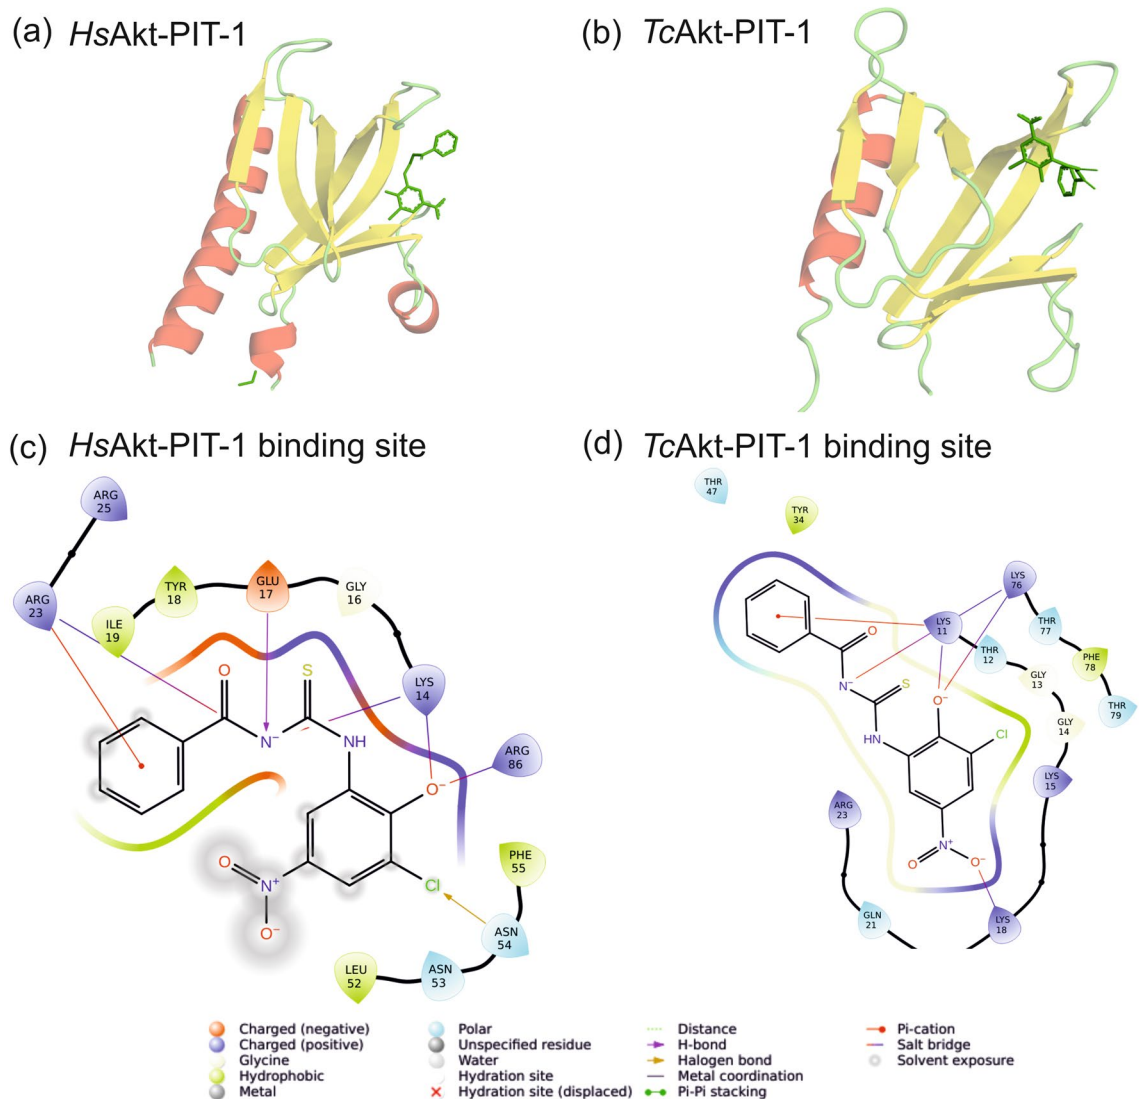 (a) HsAkt-PIT-1
(b) TcAkt-PIT-1
(c) HsAkt-PIT-1 binding site
ARG
25
ARG
23
ILE
19
TYR
18
GLU
17
GLY
16
LYS
14
ARG
86
PHE
55
ASN
54
ASN
53
LEU
52
O
S
N⁻
NH
O⁻
O
N⁺
O⁻
Cl
(d) TcAkt-PIT-1 binding site
THR
47
TYR
34
LYS
76
LYS
11
THR
77
THR
12
PHE
78
GLY
13
THR
79
GLY
14
LYS
15
ARG
23
GLN
21
LYS
18
O
N⁻
S
O⁻
HN
Cl
N⁺
O
O⁻
Charged (negative)
Charged (positive)
Glycine
Hydrophobic
Metal
Polar
Unspecified residue
Water
Hydration site
Hydration site (displaced)
Distance
H-bond
Halogen bond
Metal coordination
Pi-Pi stacking
Pi-cation
Salt bridge
Solvent exposure